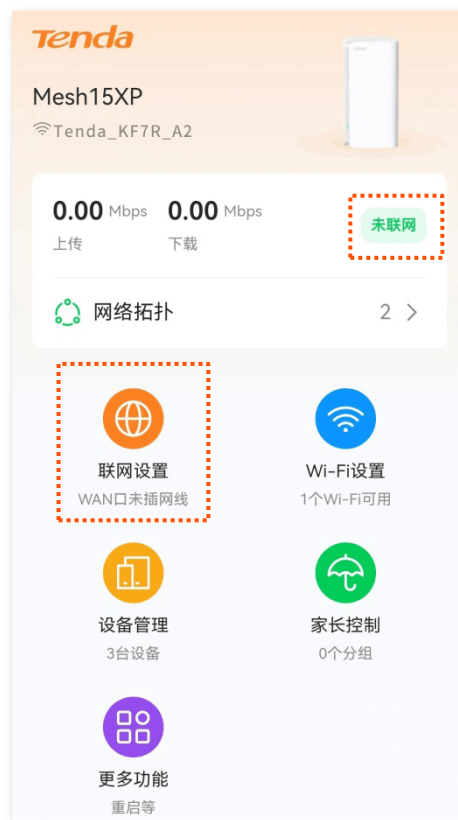 Tenda
Mesh15XP
Tenda_KF7R_A2
0.00 Mbps 0.00 Mbps
上传 下载
未联网
网络拓扑 2
联网设置 Wi-Fi设置
WAN口未插网线 1个Wi-Fi可用
设备管理 家长控制
3台设备 0个分组
更多功能
重启等